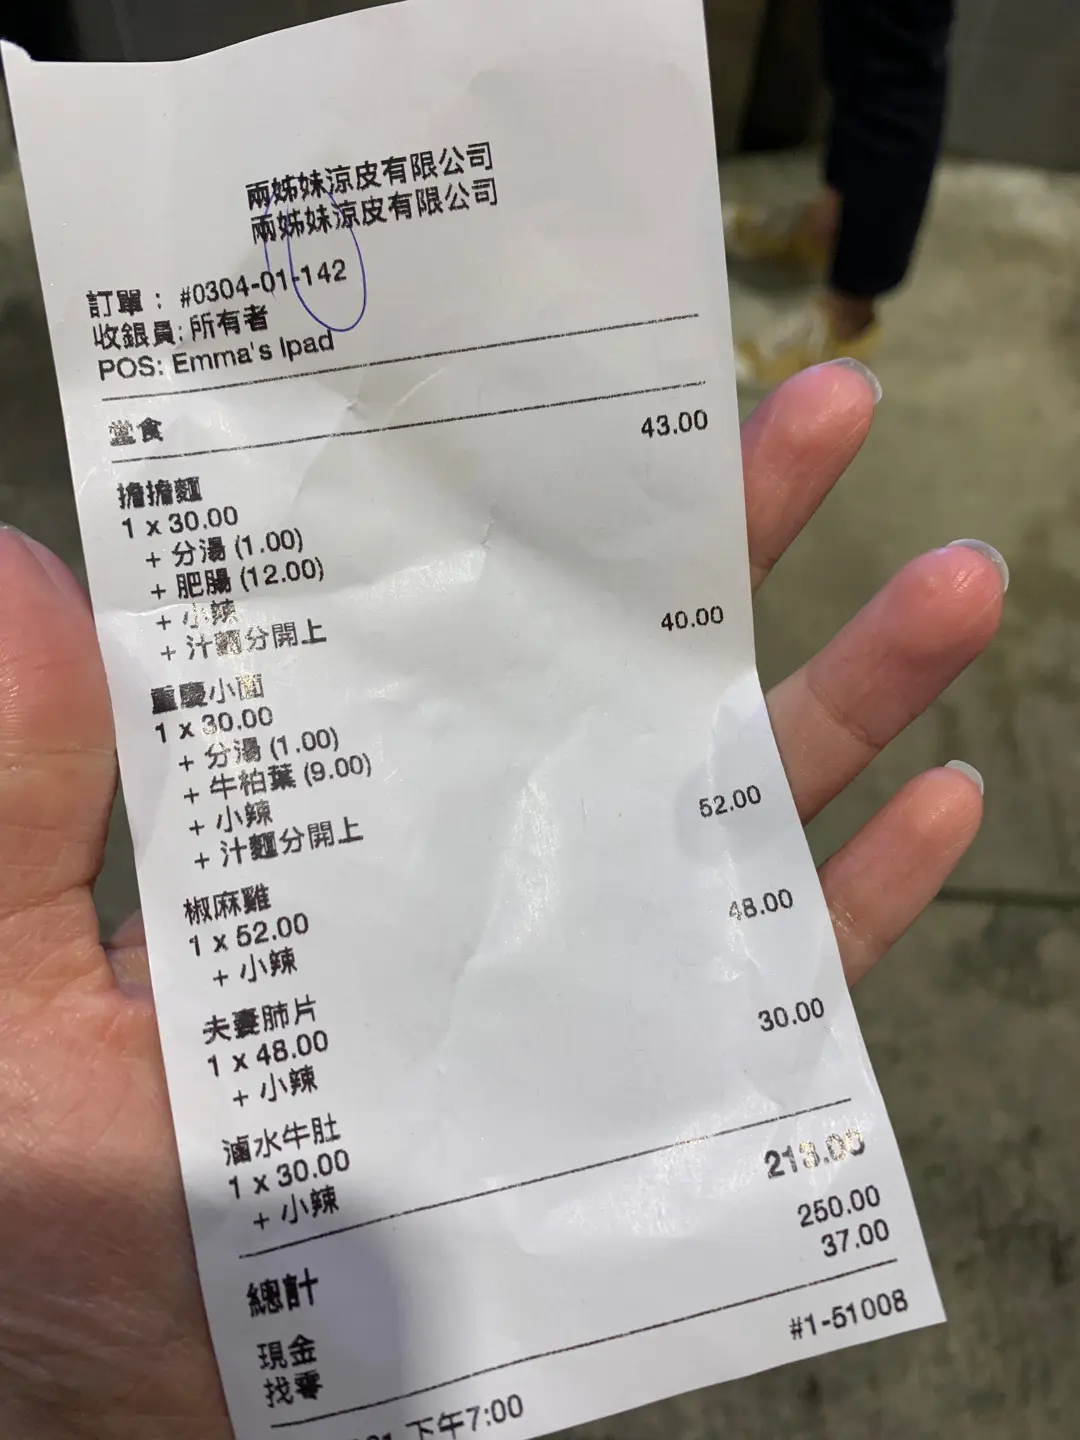 兩姊妹涼皮有限公司
兩姊妹涼皮有限公司
訂單： #0304-01-142
收銀員: 所有者
POS: Emma's Ipad
堂食
擔擔麵 43.00
1 x 30.00
+ 分湯 (1.00)
+ 肥腸 (12.00)
+ 小辣
+ 汁麵分開上
重慶小面 40.00
1 x 30.00
+ 分湯 (1.00)
+ 牛柏葉 (9.00)
+ 小辣
+ 汁麵分開上
椒麻雞 52.00
1 x 52.00
+ 小辣
夫妻肺片 48.00
1 x 48.00
+ 小辣
滷水牛肚 30.00
1 x 30.00
+ 小辣
總計 213.00
現金 250.00
找零 37.00
下午7:00 #1-51008